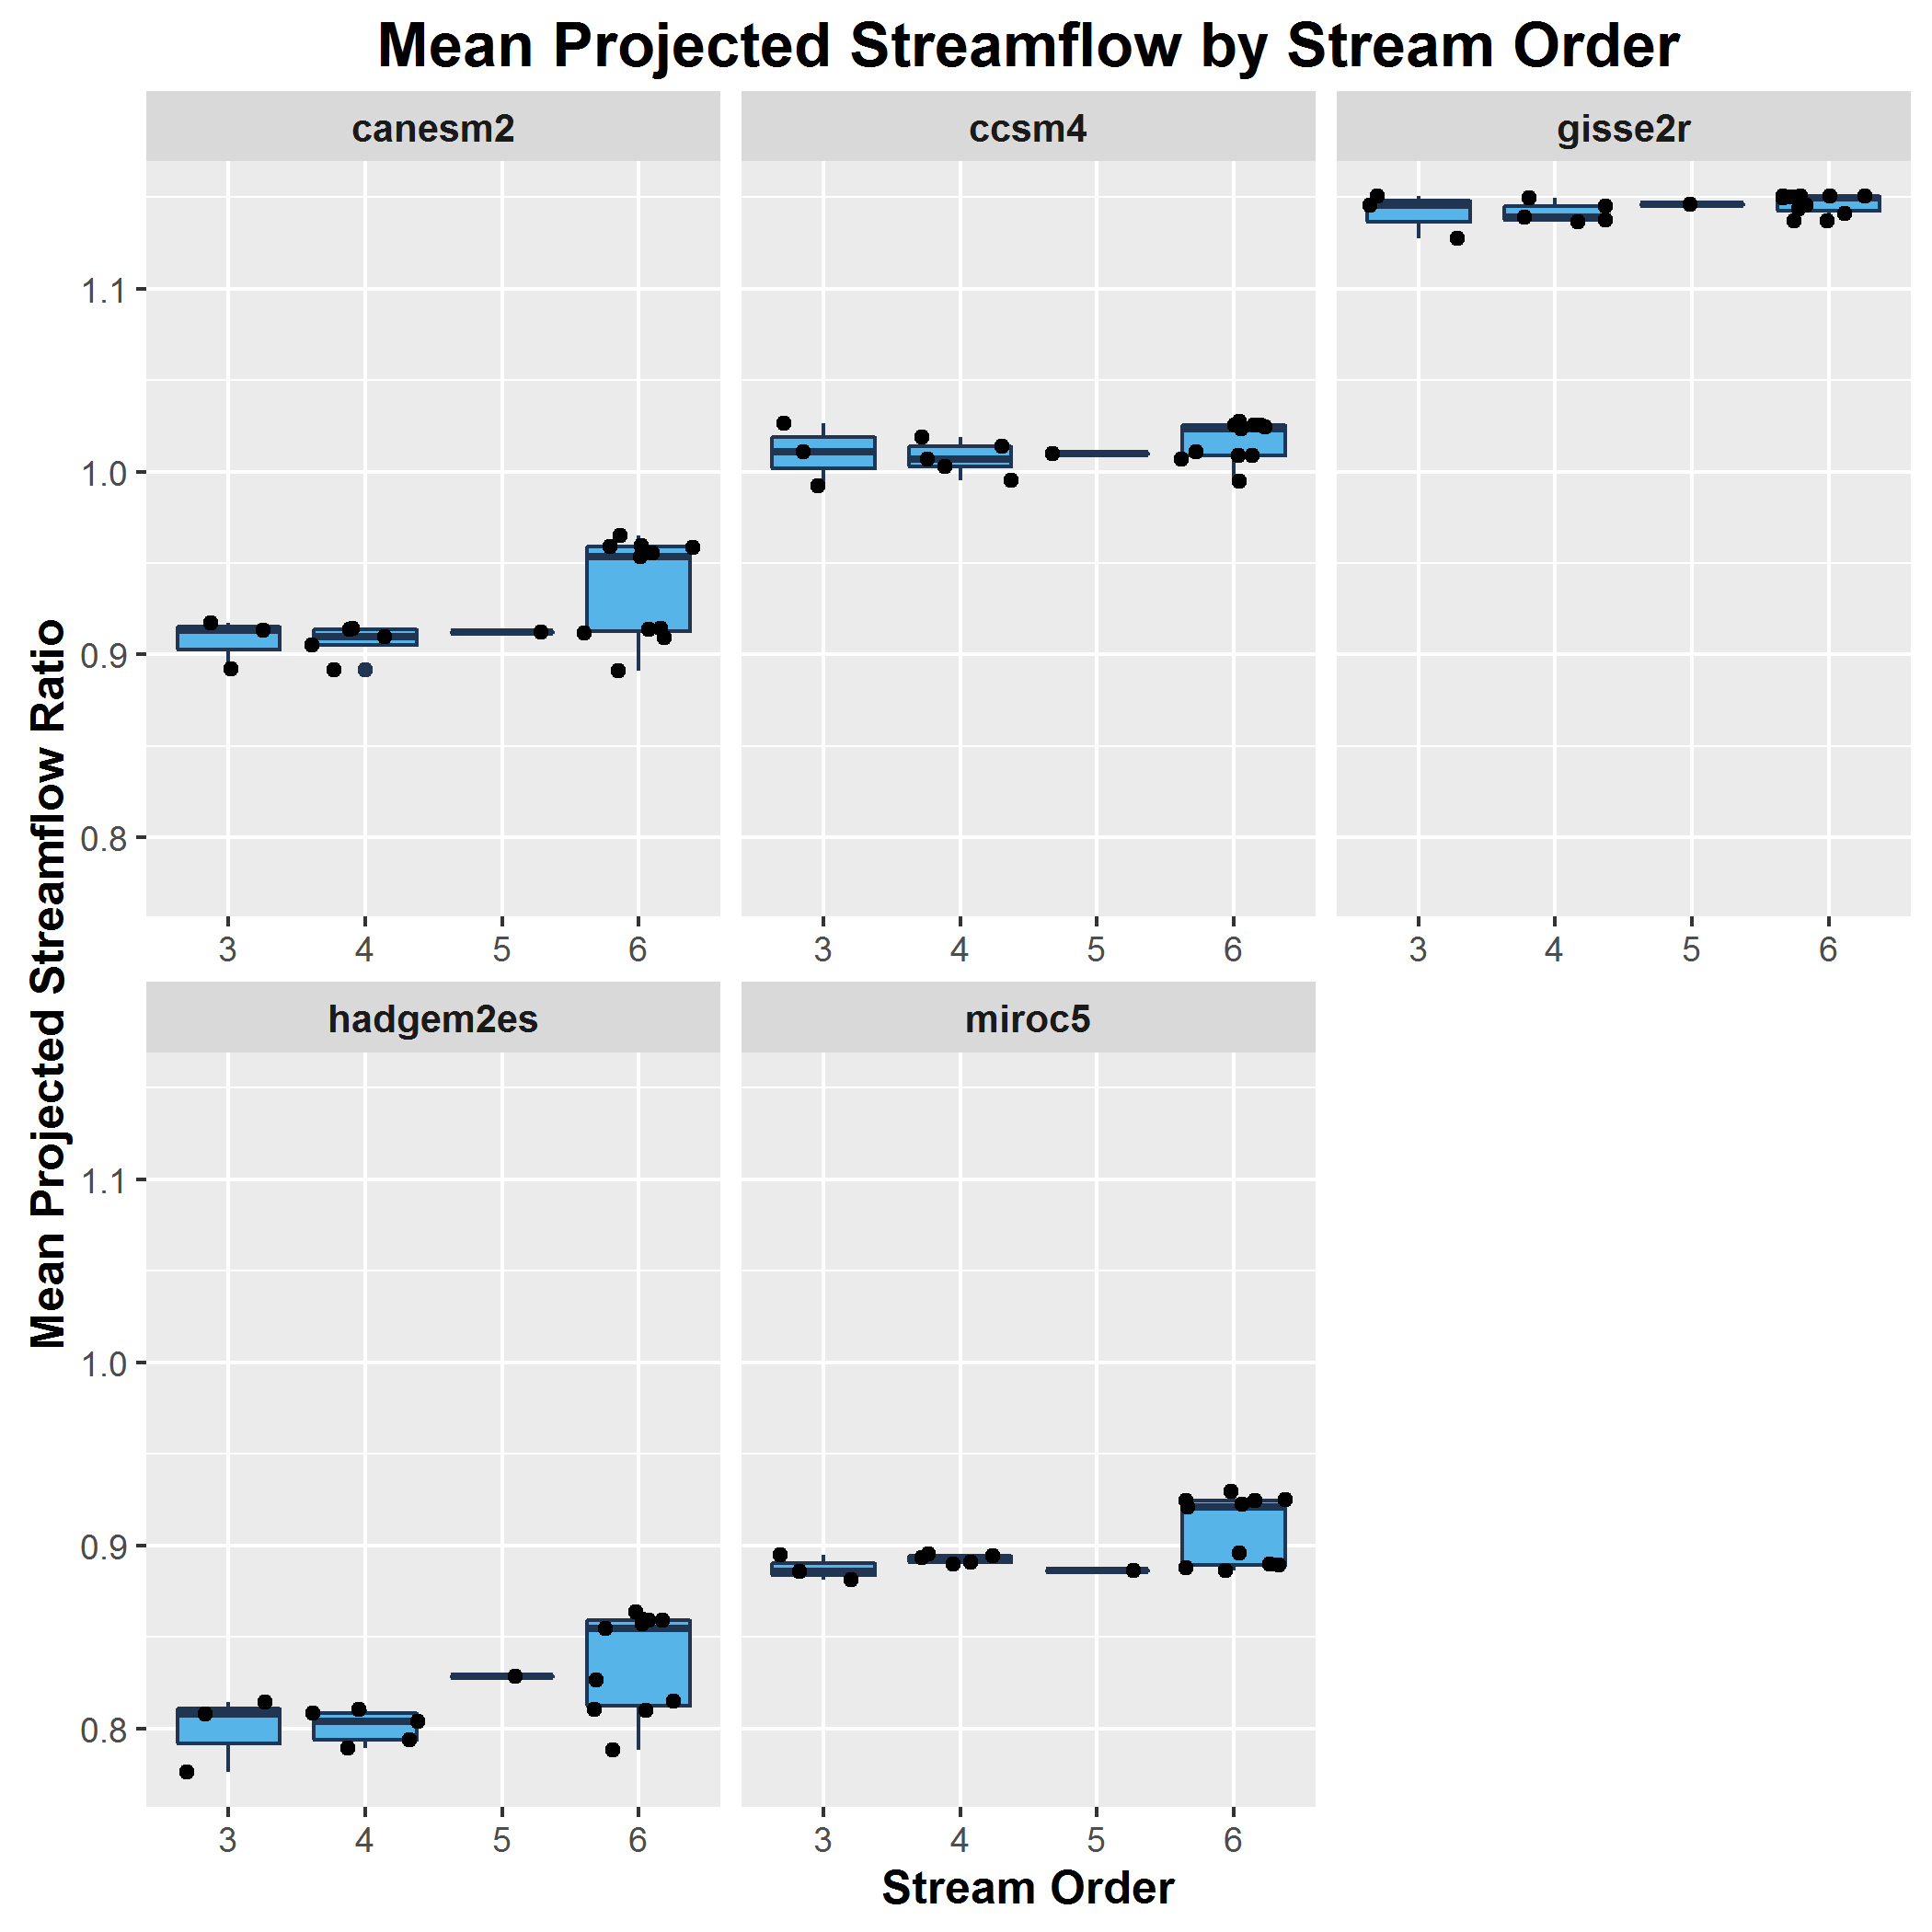 Mean Projected Streamflow by Stream Order
canesm2 ccsm4 gisse2r
1.1
1.0
0.9
0.8
3 4 5 6 3 4 5 6 3 4 5 6
Mean Projected Streamflow Ratio
hadgem2es miroc5
1.1
1.0
0.9
0.8
3 4 5 6 3 4 5 6
Stream Order